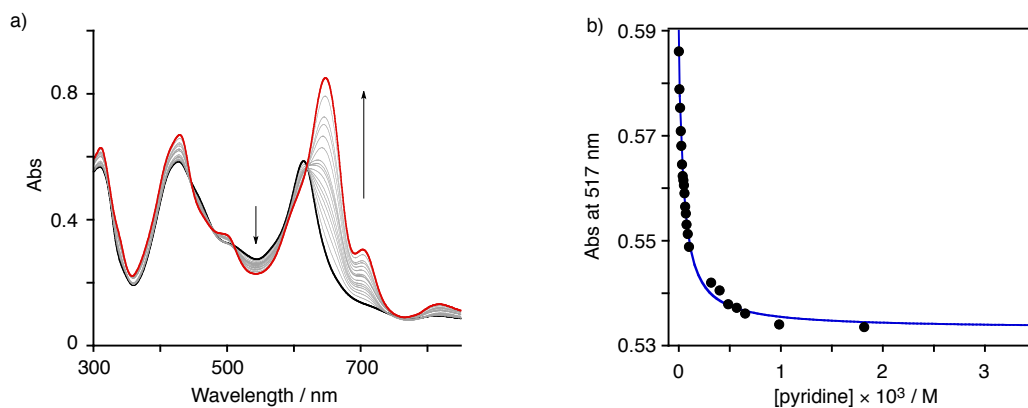 a)
Abs
0.8
0.4
0
300
500
700
Wavelength / nm
b)
Abs at 517 nm
0.59
0.57
0.55
0.53
0
1
2
3
[pyridine] × 10³ / M